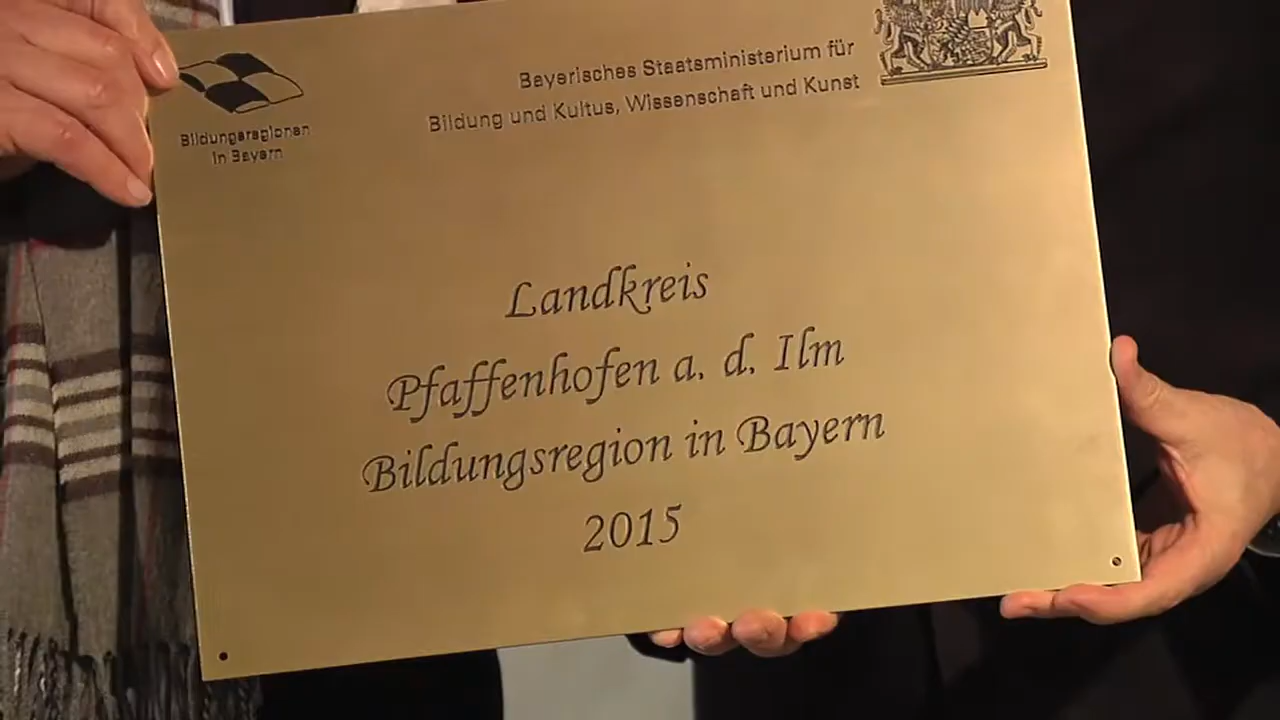 Bayerisches Staatsministerium für
Bildung und Kultus, Wissenschaft und Kunst
Bildungsregionen
in Bayern
Landkreis
Pfaffenhofen a. d. Ilm
Bildungsregion in Bayern
2015